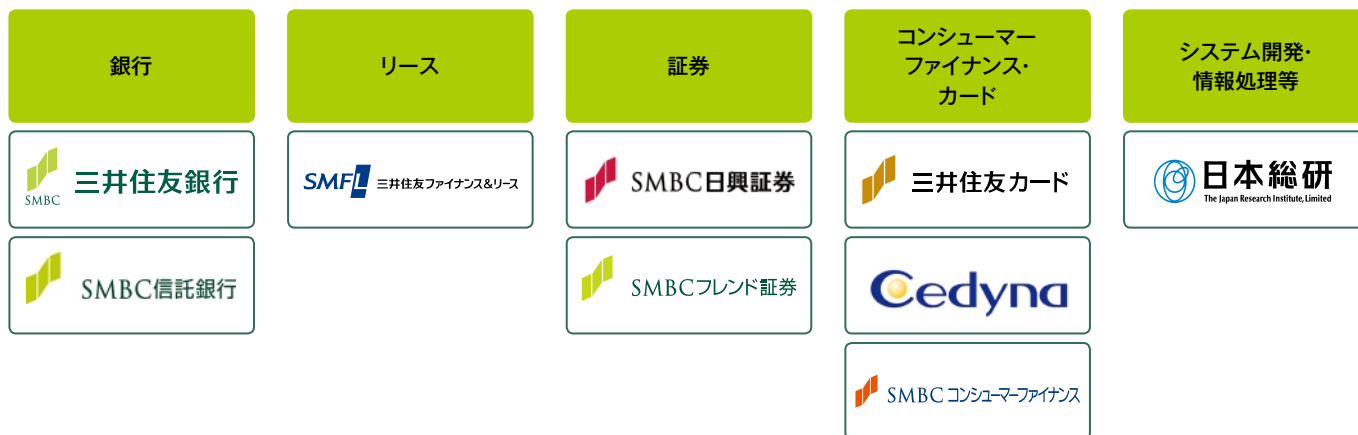 銀行
リース
証券
コンシューマー
ファイナンス・
カード
システム開発・
情報処理等
SMBC
三井住友銀行
SMFL 三井住友ファイナンス&リース
SMBC日興証券
三井住友カード
日本総研
The Japan Research Institute, Limited
SMBC信託銀行
SMBCフレンド証券
Cedyna
SMBC コンシューマーファイナンス